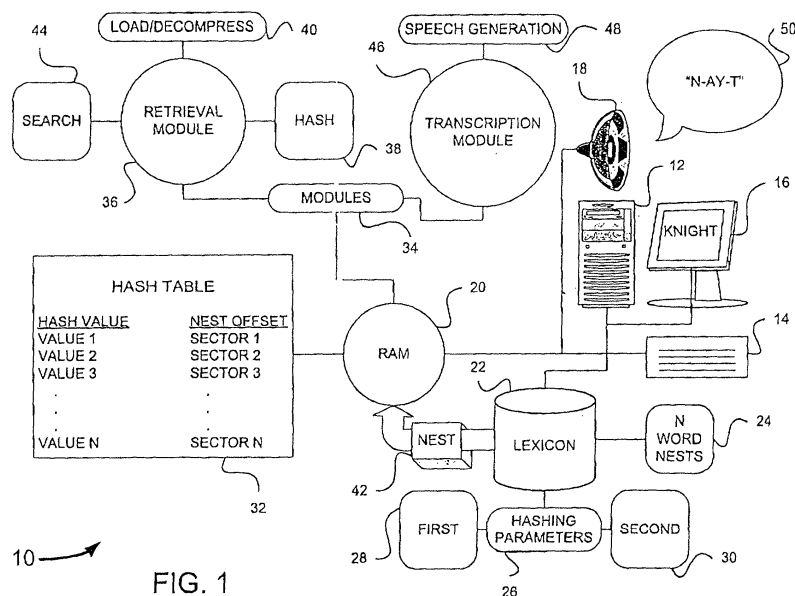 44
LOAD/DECOMPRESS
40
46
SPEECH GENERATION
48
50
SEARCH
RETRIEVAL
MODULE
HASH
36
38
TRANSCRIPTION
MODULE
18
"N-AY-T"
12
16
KNIGHT
MODULES
34
HASH TABLE
HASH VALUE NEST OFFSET
VALUE 1 SECTOR 1
VALUE 2 SECTOR 2
VALUE 3 SECTOR 3
. .
. .
. .
VALUE N SECTOR N
32
20
RAM
14
22
LEXICON
NEST
42
N
WORD
NESTS
24
28
FIRST
HASHING
PARAMETERS
26
SECOND
30
10
FIG. 1